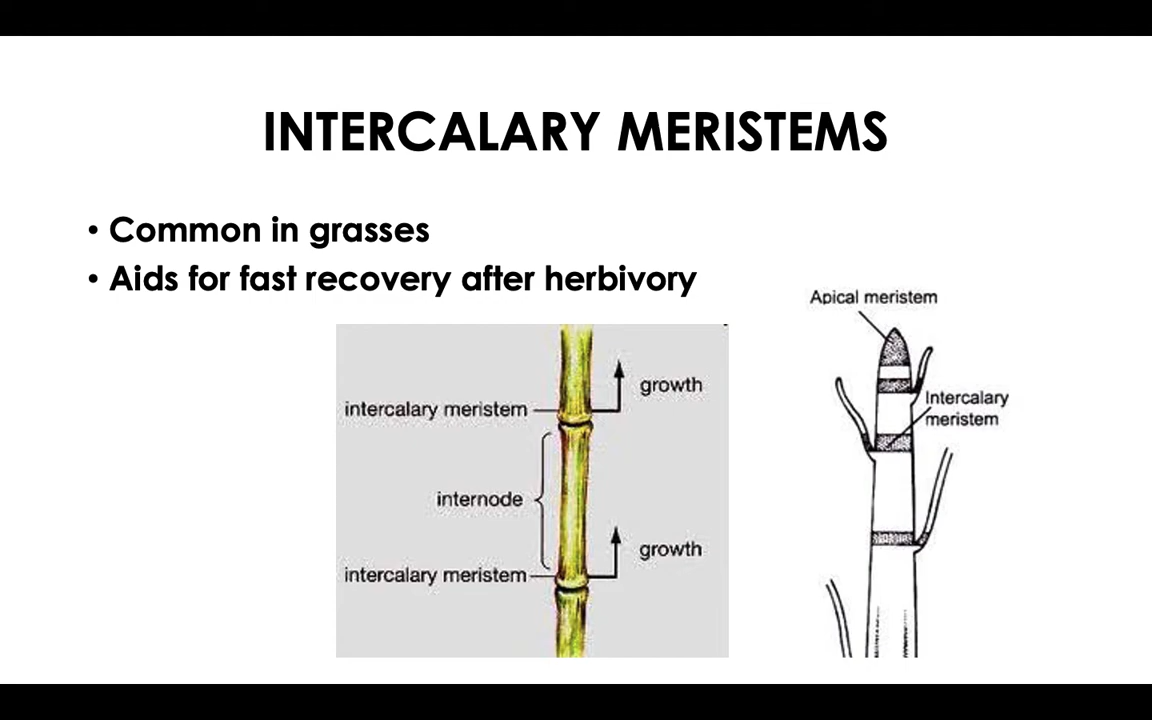 INTERCALARY MERISTEMS
• Common in grasses
• Aids for fast recovery after herbivory
growth
intercalary meristem
internode
growth
intercalary meristem
Apical meristem
Intercalary
meristem